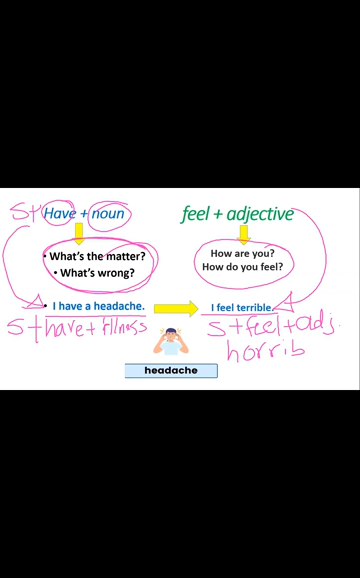 S+ Have + noun
feel + adjective
• What's the matter?
• What's wrong?
How are you?
How do you feel?
• I have a headache.
I feel terrible.
S+ have + illness
S+feel+adj.
horrib
headache